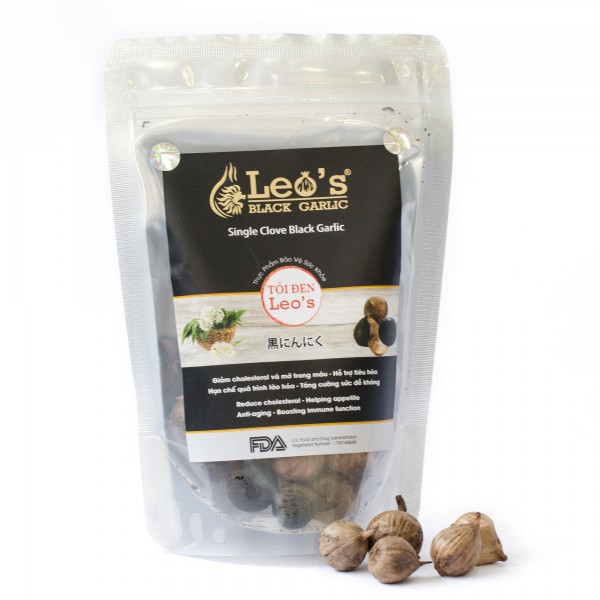 Leo's®
BLACK GARLIC
Single Clove Black Garlic
Thực Phẩm Bảo Vệ Sức Khỏe
TỎI ĐEN
Leo's
黒にんにく
Giảm cholesterol và mỡ trong máu - Hỗ trợ tiêu hóa
Hạn chế quá trình lão hóa - Tăng cường sức đề kháng
Reduce cholesterol - Helping appetite
Anti-aging - Boosting immune function
FDA
U.S. Food and Drug Administration
Registered Number: